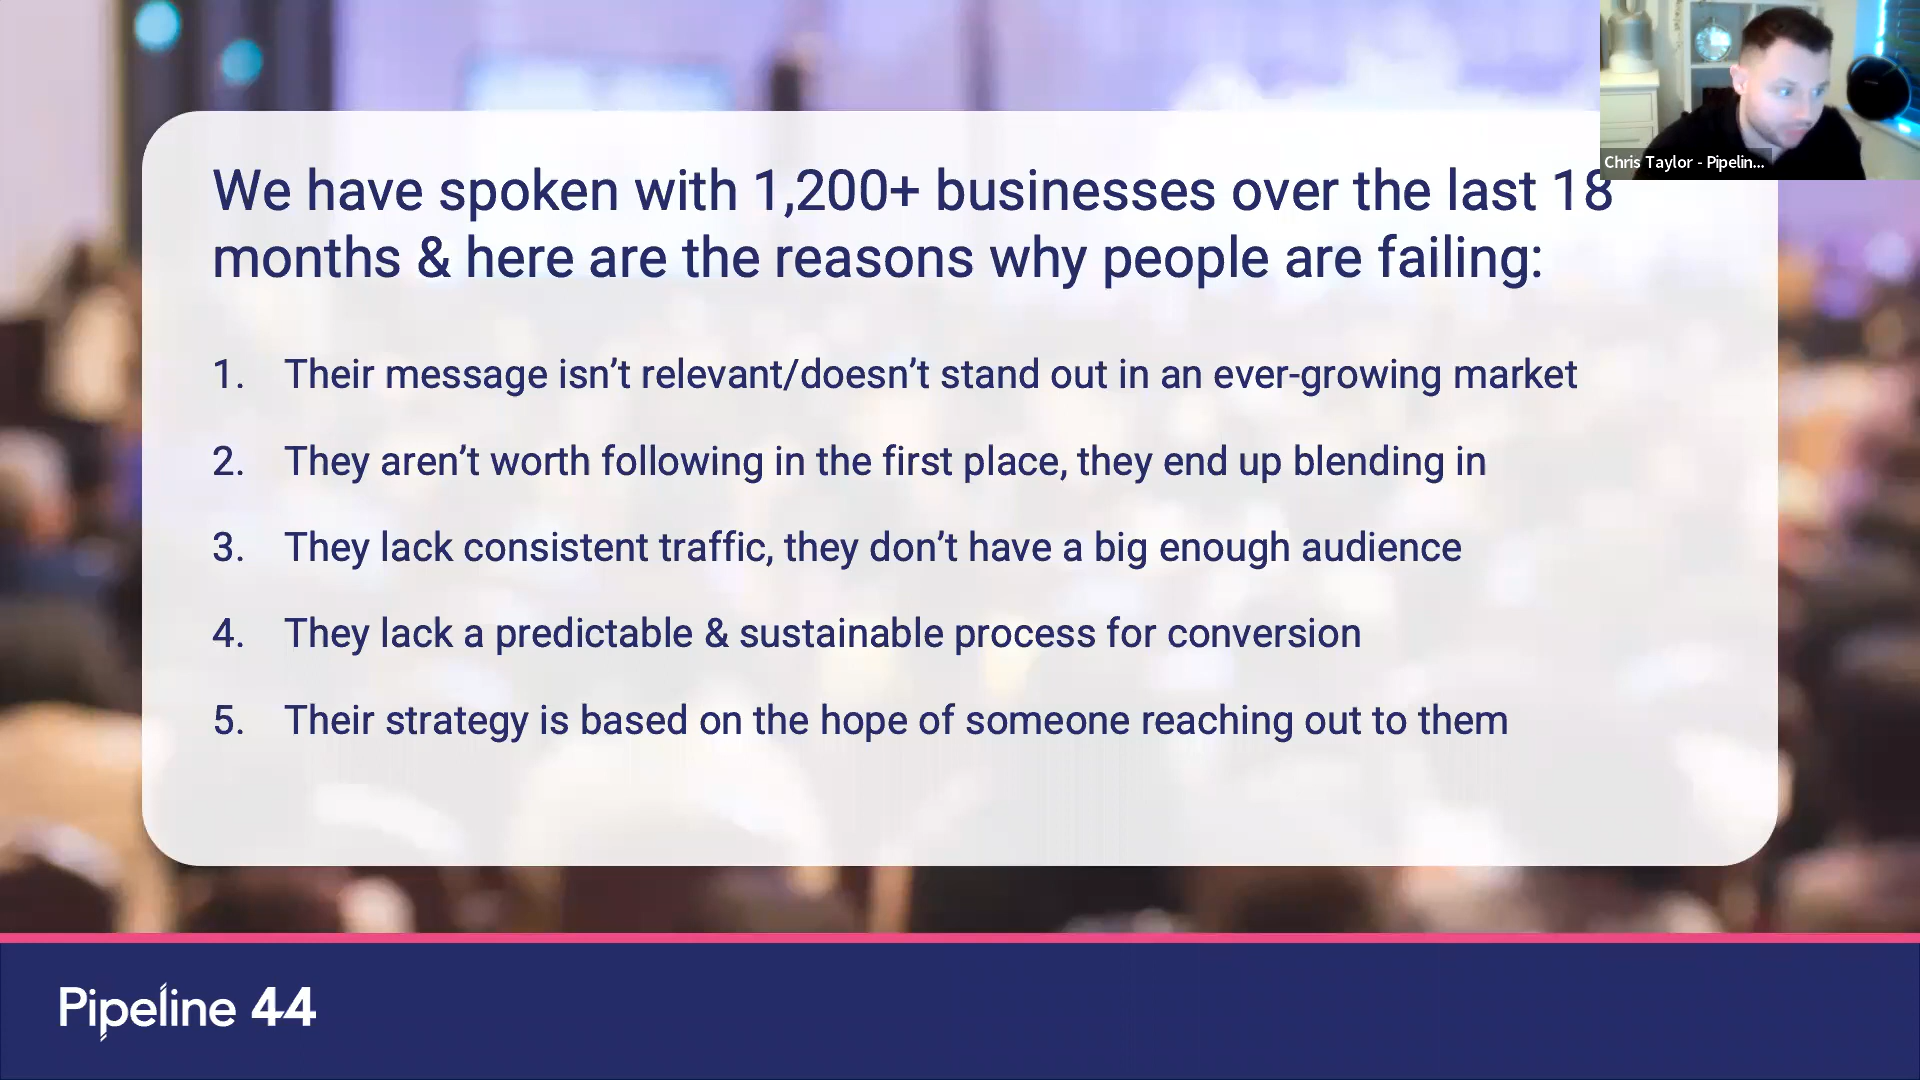 We have spoken with 1,200+ businesses over the last 18
months & here are the reasons why people are failing:
1. Their message isn’t relevant/doesn’t stand out in an ever-growing market
2. They aren’t worth following in the first place, they end up blending in
3. They lack consistent traffic, they don’t have a big enough audience
4. They lack a predictable & sustainable process for conversion
5. Their strategy is based on the hope of someone reaching out to them
Chris Taylor - Pipelin...
Pipeline 44